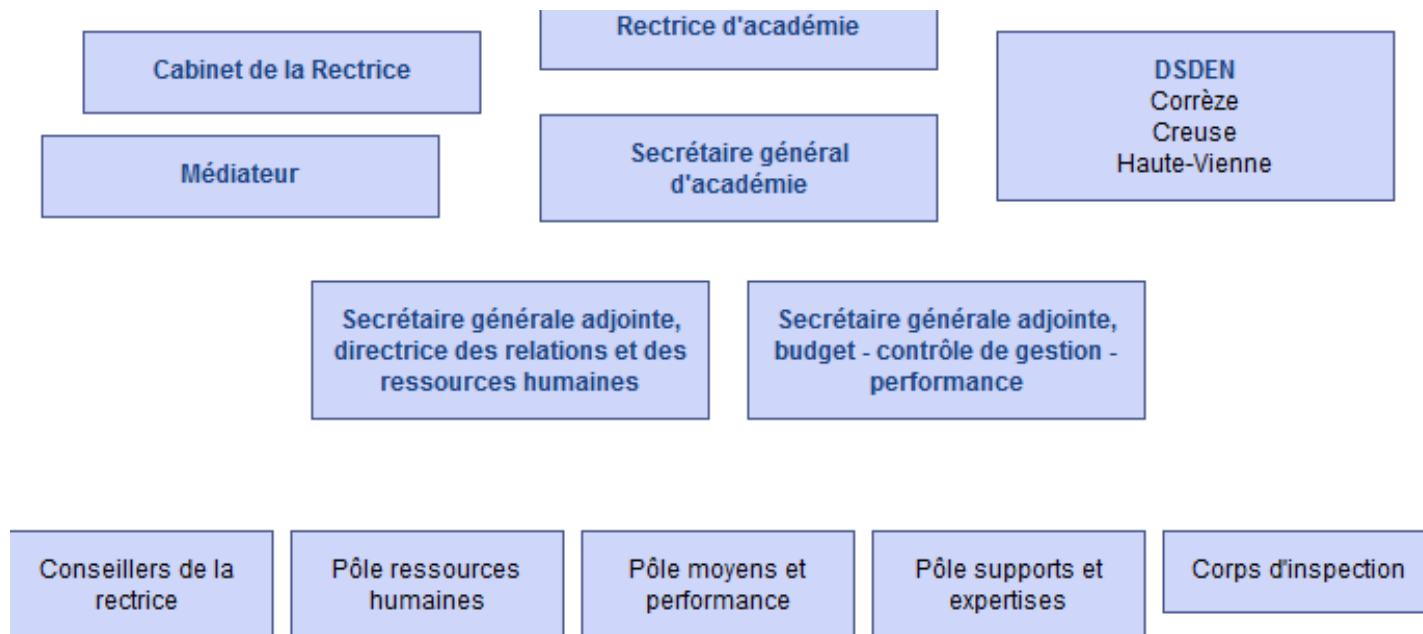 Rectrice d'académie
Cabinet de la Rectrice
DSDEN
Corrèze
Creuse
Haute-Vienne
Médiateur
Secrétaire général
d'académie
Secrétaire générale adjointe,
directrice des relations et des
ressources humaines
Secrétaire générale adjointe,
budget - contrôle de gestion -
performance
Conseillers de la
rectrice
Pôle ressources
humaines
Pôle moyens et
performance
Pôle supports et
expertises
Corps d'inspection